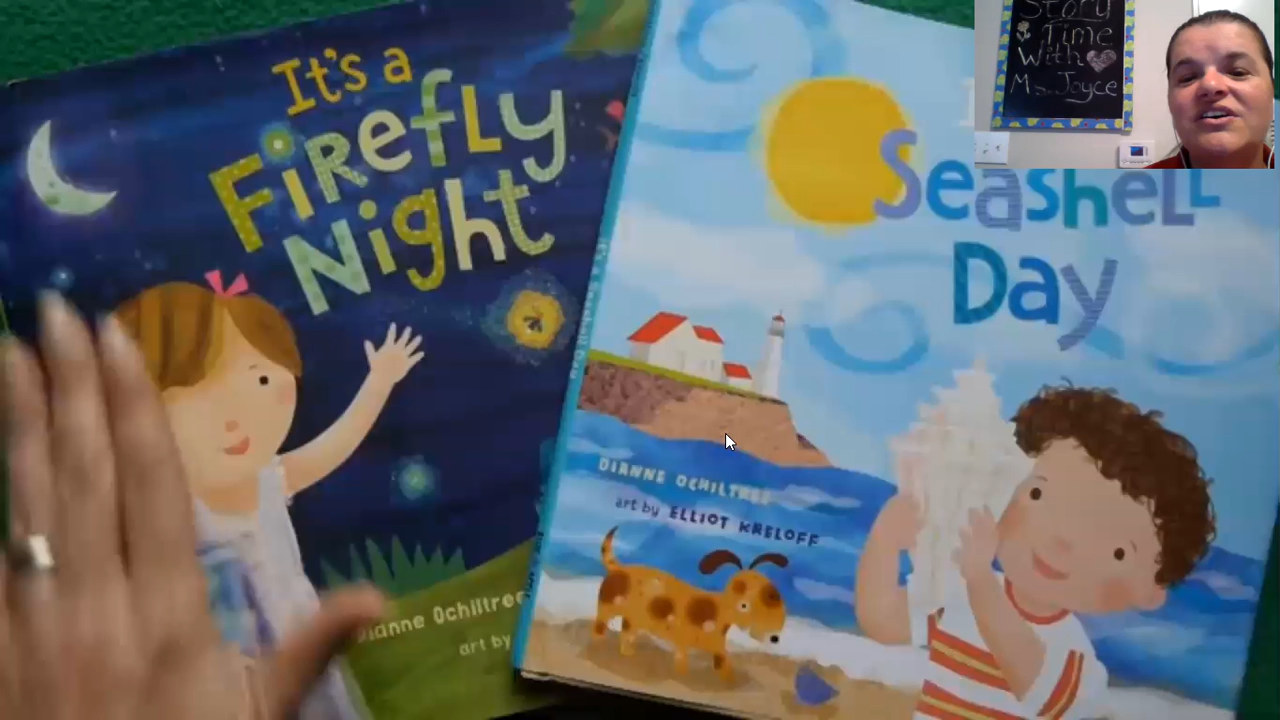 It's a
Firefly
Night
Dianne Ochiltree
art by
Seashell
Day
DIANNE OCHILTREE
art by ELLIOT KRELOFF
Story
Time
With
Ms. Joyce